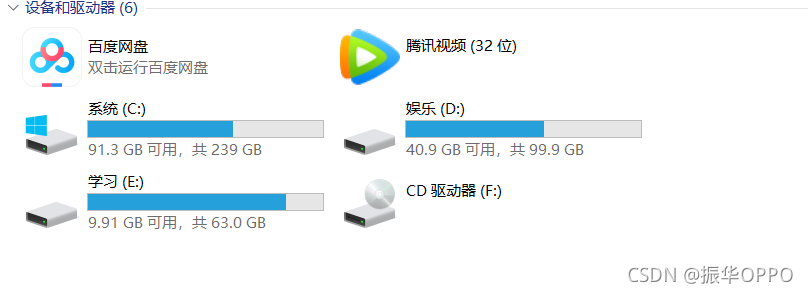 设备和驱动器 (6)
百度网盘
双击运行百度网盘
腾讯视频 (32 位)
系统 (C:)
91.3 GB 可用，共 239 GB
娱乐 (D:)
40.9 GB 可用，共 99.9 GB
学习 (E:)
9.91 GB 可用，共 63.0 GB
CD 驱动器 (F:)
CSDN @振华OPPO